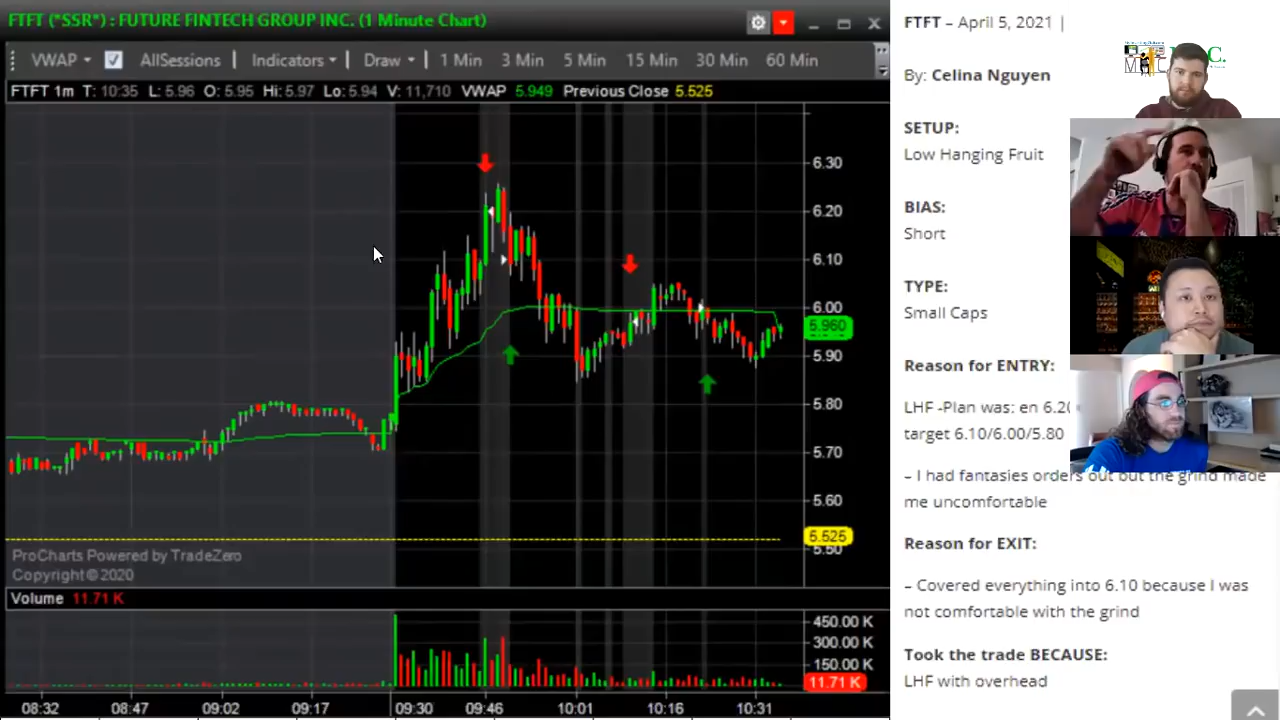 FTFT ("SSR") : FUTURE FINTECH GROUP INC. (1 Minute Chart)
VWAP AllSessions Indicators Draw 1 Min 3 Min 5 Min 15 Min 30 Min 60 Min
FTFT 1m T: 10:35 L: 5.96 O: 5.95 Hi: 5.97 Lo: 5.94 V: 11,710 VWAP 5.949 Previous Close 5.525
6.30
6.20
6.10
6.00
5.960
5.90
5.80
5.70
5.60
5.525
5.50
ProCharts Powered by TradeZero
Copyright © 2020
Volume 11.71 K
450.00 K
300.00 K
150.00 K
11.71 K
08:32 08:47 09:02 09:17 09:30 09:46 10:01 10:16 10:31
FTFT – April 5, 2021 |
By: Celina Nguyen
SETUP:
Low Hanging Fruit
BIAS:
Short
TYPE:
Small Caps
Reason for ENTRY:
LHF -Plan was: en 6.20
target 6.10/6.00/5.80
– I had fantasies orders out but the grind made
me uncomfortable
Reason for EXIT:
– Covered everything into 6.10 because I was
not comfortable with the grind
Took the trade BECAUSE:
LHF with overhead